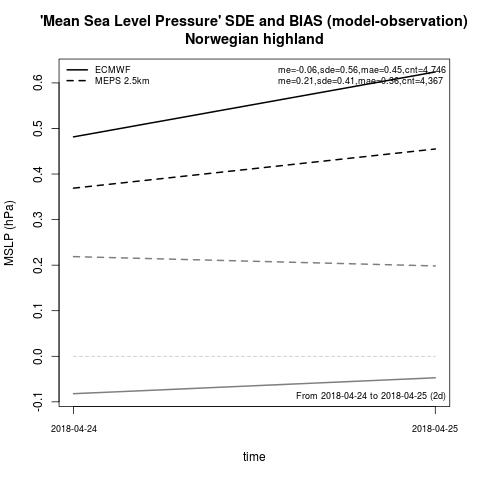 'Mean Sea Level Pressure' SDE and BIAS (model-observation)
Norwegian highland
ECMWF
me=-0.06,sde=0.56,mae=0.45,cnt=4,746
MEPS 2.5km
me=0.21,sde=0.41,mae=0.36,cnt=4,367
MSLP (hPa)
0.6
0.5
0.4
0.3
0.2
0.1
0.0
-0.1
From 2018-04-24 to 2018-04-25 (2d)
2018-04-24
2018-04-25
time